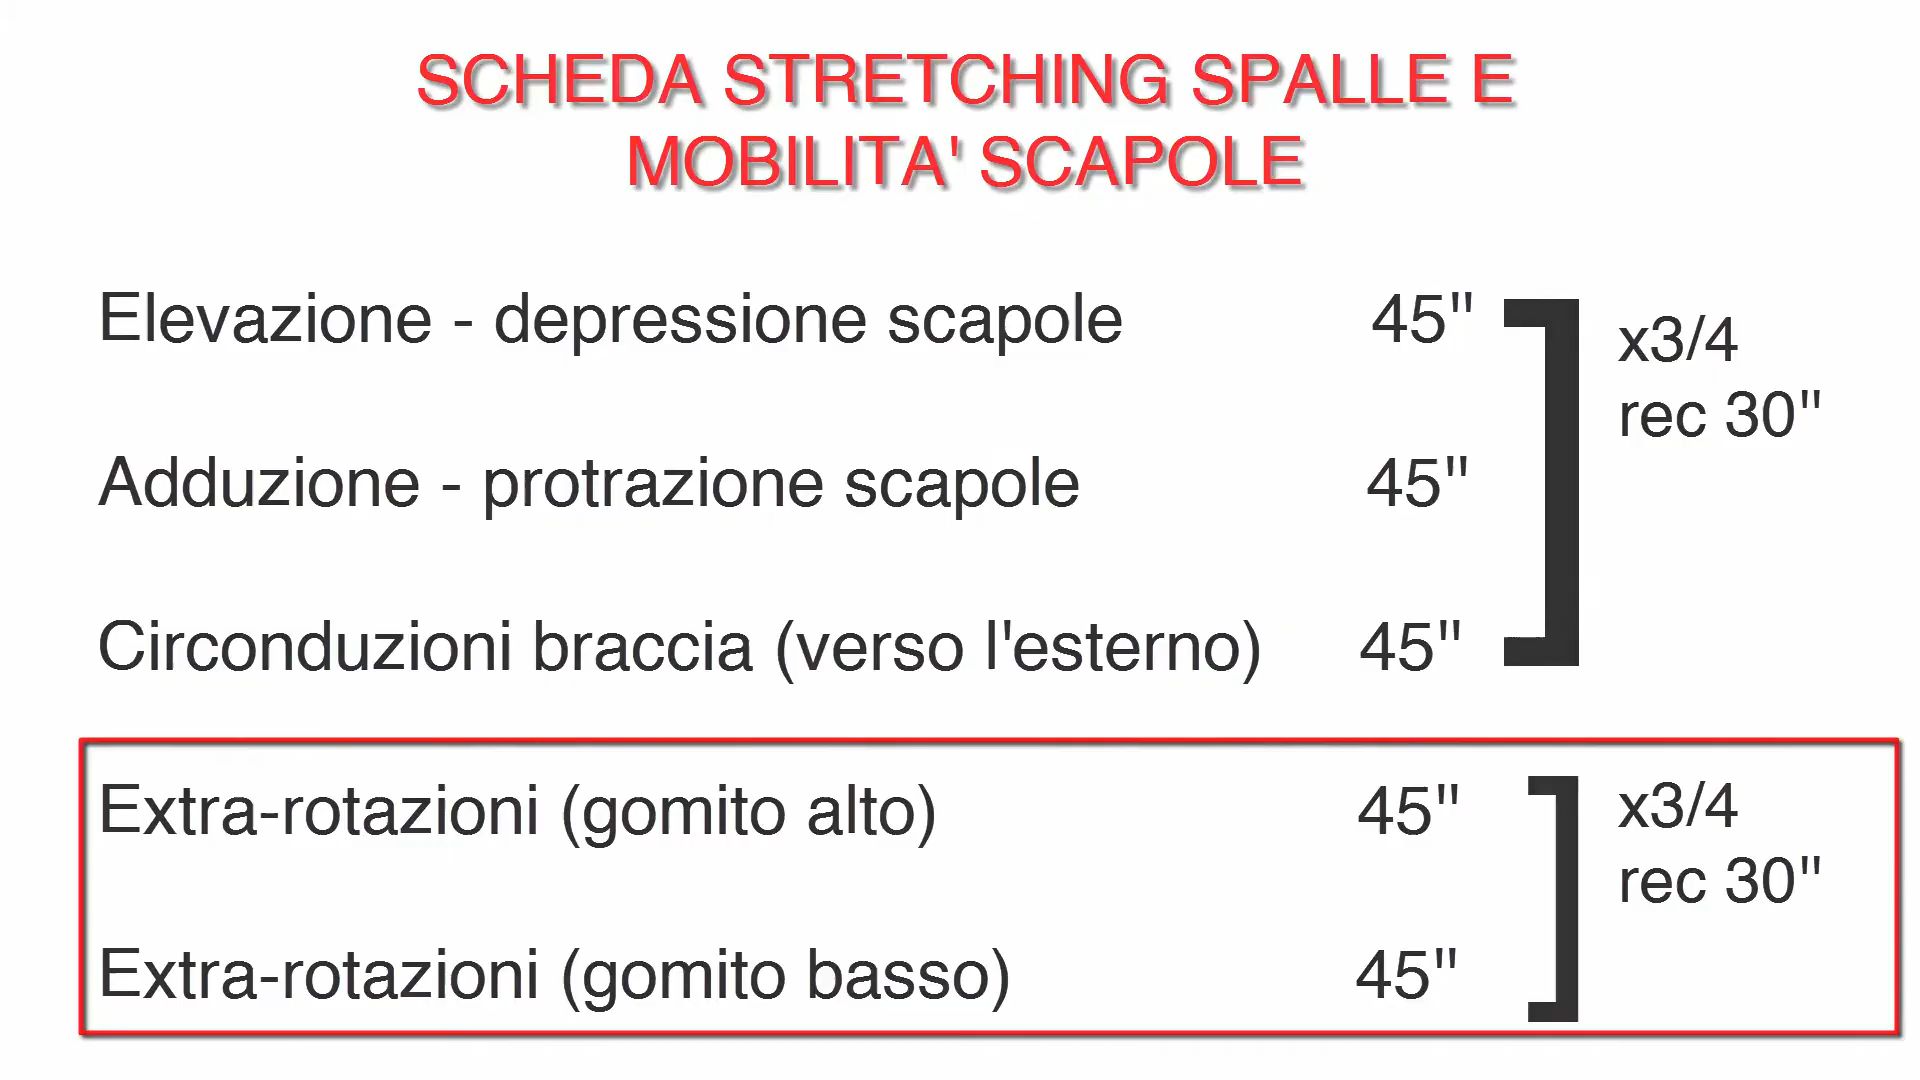 SCHEDA STRETCHING SPALLE E
MOBILITA' SCAPOLE
Elevazione - depressione scapole 45"
x3/4
rec 30"
Adduzione - protrazione scapole 45"
Circonduzioni braccia (verso l'esterno) 45"
Extra-rotazioni (gomito alto) 45"
x3/4
rec 30"
Extra-rotazioni (gomito basso) 45"